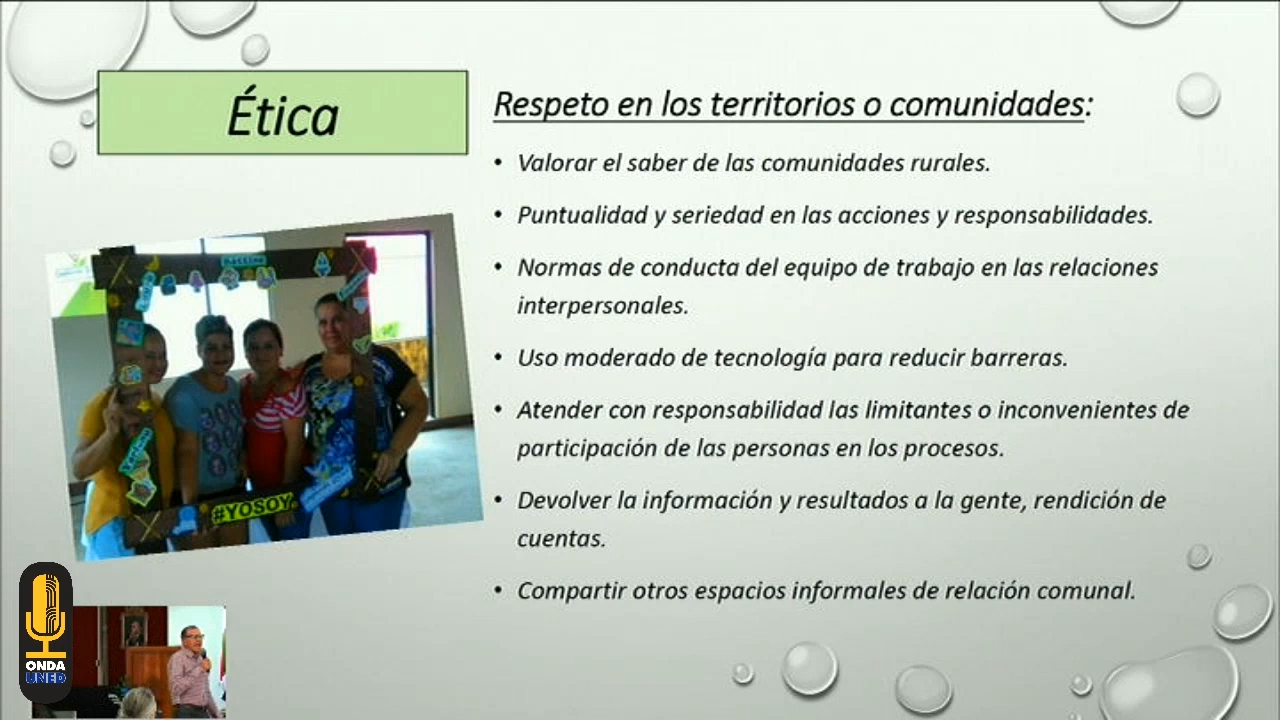 Ética
Respeto en los territorios o comunidades:
• Valorar el saber de las comunidades rurales.
• Puntualidad y seriedad en las acciones y responsabilidades.
• Normas de conducta del equipo de trabajo en las relaciones
interpersonales.
• Uso moderado de tecnología para reducir barreras.
• Atender con responsabilidad las limitantes o inconvenientes de
participación de las personas en los procesos.
• Devolver la información y resultados a la gente, rendición de
cuentas.
• Compartir otros espacios informales de relación comunal.
#YOSOY
ONDA
UNED